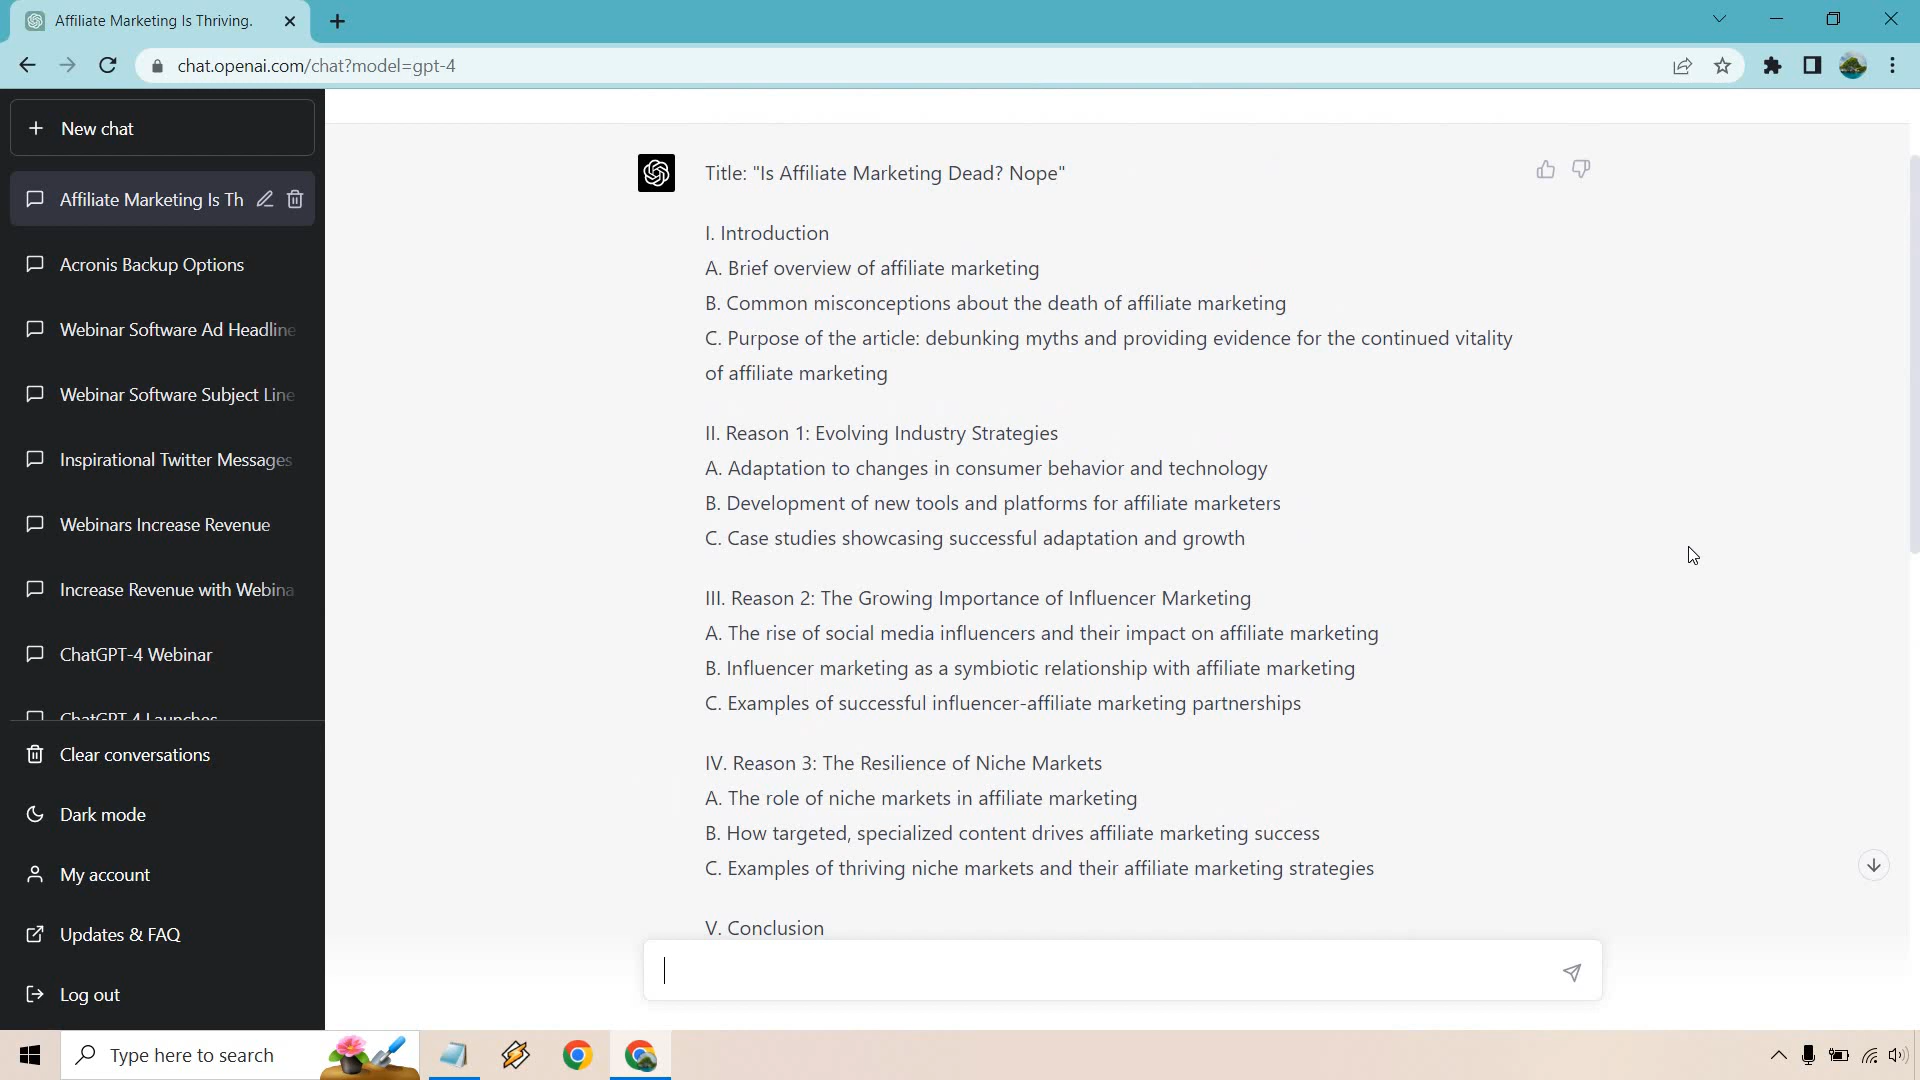 Affiliate Marketing Is Thriving.
chat.openai.com/chat?model=gpt-4
New chat
Affiliate Marketing Is Th
Acronis Backup Options
Webinar Software Ad Headline
Webinar Software Subject Line
Inspirational Twitter Messages
Webinars Increase Revenue
Increase Revenue with Webina
ChatGPT-4 Webinar
ChatGPT-4 Launches
Clear conversations
Dark mode
My account
Updates & FAQ
Log out
Title: "Is Affiliate Marketing Dead? Nope"
I. Introduction
A. Brief overview of affiliate marketing
B. Common misconceptions about the death of affiliate marketing
C. Purpose of the article: debunking myths and providing evidence for the continued vitality
of affiliate marketing
II. Reason 1: Evolving Industry Strategies
A. Adaptation to changes in consumer behavior and technology
B. Development of new tools and platforms for affiliate marketers
C. Case studies showcasing successful adaptation and growth
III. Reason 2: The Growing Importance of Influencer Marketing
A. The rise of social media influencers and their impact on affiliate marketing
B. Influencer marketing as a symbiotic relationship with affiliate marketing
C. Examples of successful influencer-affiliate marketing partnerships
IV. Reason 3: The Resilience of Niche Markets
A. The role of niche markets in affiliate marketing
B. How targeted, specialized content drives affiliate marketing success
C. Examples of thriving niche markets and their affiliate marketing strategies
V. Conclusion
Type here to search